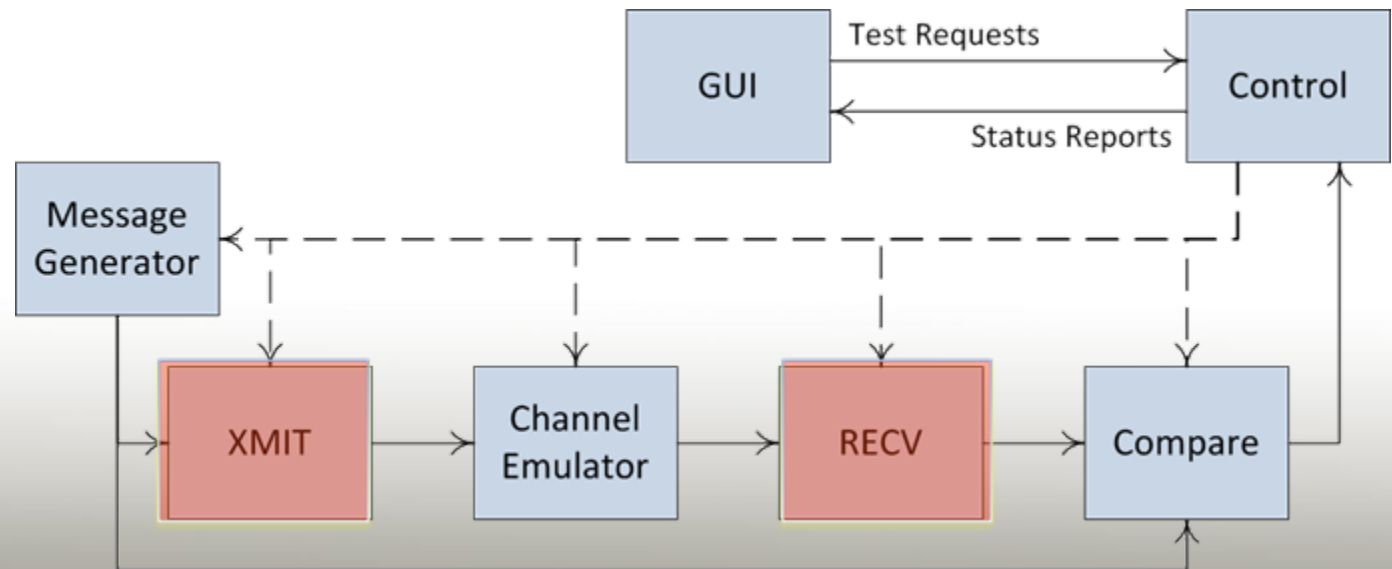 Test Requests
GUI
Control
Status Reports
Message
Generator
XMIT
Channel
Emulator
RECV
Compare